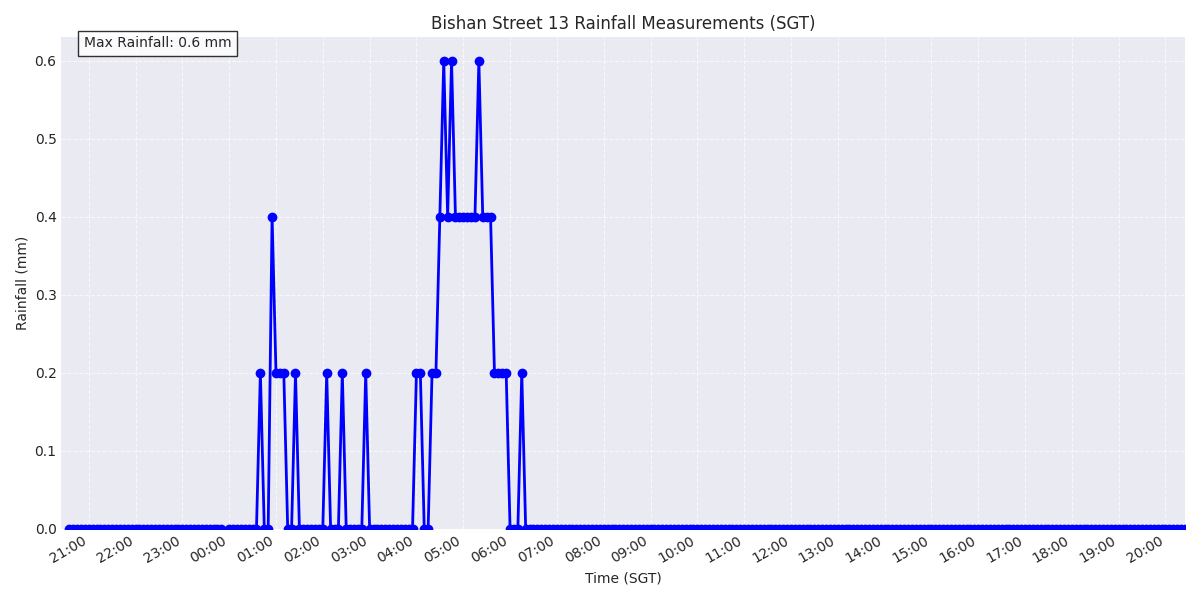 Bishan Street 13 Rainfall Measurements (SGT)
Max Rainfall: 0.6 mm
0.6
0.5
0.4
0.3
0.2
0.1
0.0
Rainfall (mm)
21:00 22:00 23:00 00:00 01:00 02:00 03:00 04:00 05:00 06:00 07:00 08:00 09:00 10:00 11:00 12:00 13:00 14:00 15:00 16:00 17:00 18:00 19:00 20:00
Time (SGT)